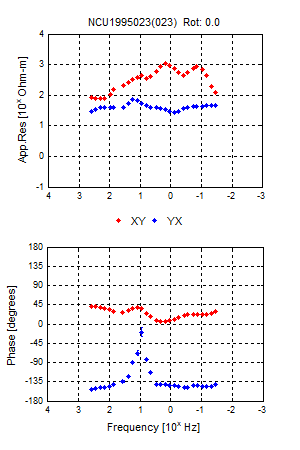 NCU1995023(023) Rot: 0.0
App.Res [10^x Ohm-m]
4
3
2
1
0
-1
4 3 2 1 0 -1 -2 -3
XY YX
Phase [degrees]
180
135
90
45
0
-45
-90
-135
-180
4 3 2 1 0 -1 -2 -3
Frequency [10^x Hz]